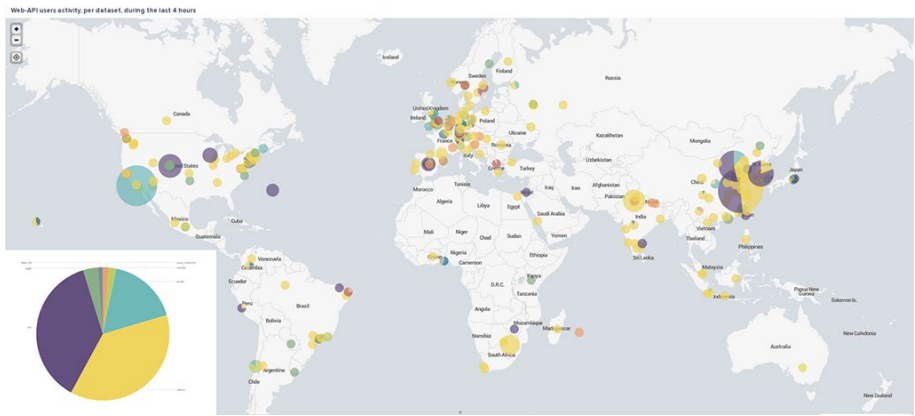 Web-API users activity, per dataset, during the last 4 hours
+
−
Iceland
Sweden
Finland
Russia
Canada
United Kingdom
Ireland
Poland
Ukraine
France
Kazakhstan
Mongolia
Italy
Uzbekistan
Turkey
Japan
Morocco
Tunisia
Algeria
Libya
Egypt
Iraq
Iran
Afghanistan
Pakistan
Saudi Arabia
India
Mexico
Cuba
Guatemala
Mali
Niger
Chad
Sudan
Yemen
Vietnam
Thailand
Philippines
Nigeria
Ethiopia
Cameroon
Sri Lanka
Venezuela
Colombia
Ecuador
Malaysia
Kenya
D.R.C.
Tanzania
Indonesia
Papua New
Guinea
Solomon Is.
Peru
Brazil
Angola
Bolivia
Mozambique
Madagascar
Namibia
New Caledonia
South Africa
Australia
Argentina
Chile
New Zealand